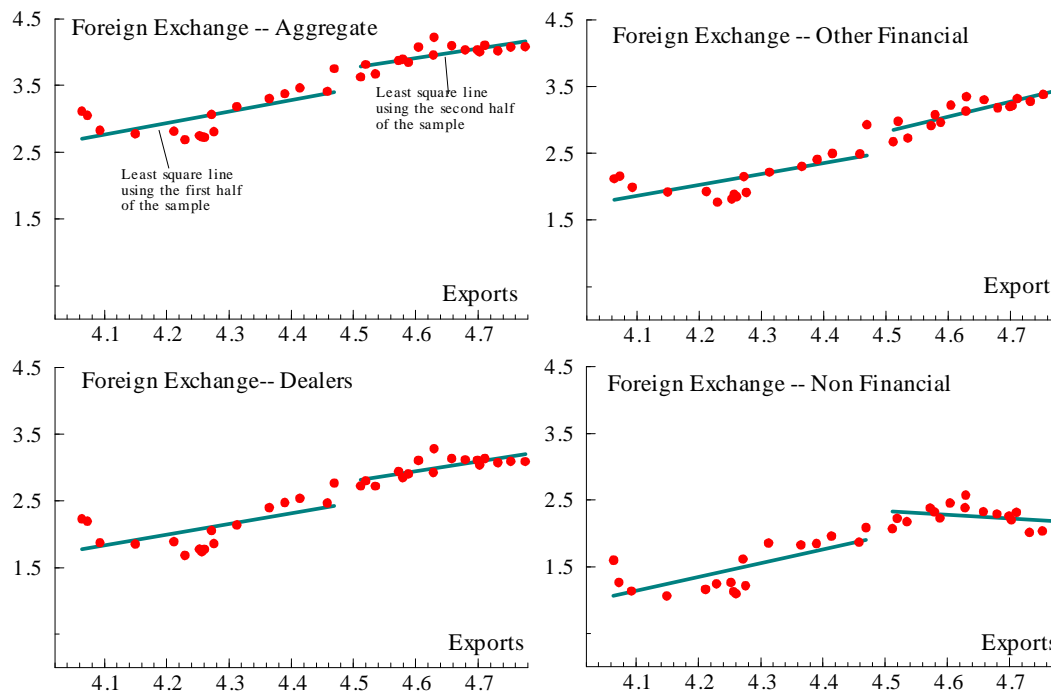 Foreign Exchange -- Aggregate
4.5
3.5
2.5
1.5
Least square line
using the first half
of the sample
Least square line
using the second half
of the sample
Exports
4.1 4.2 4.3 4.4 4.5 4.6 4.7
Foreign Exchange -- Other Financial
4.5
3.5
2.5
1.5
Export
4.1 4.2 4.3 4.4 4.5 4.6 4.7
Foreign Exchange-- Dealers
4.5
3.5
2.5
1.5
Exports
4.1 4.2 4.3 4.4 4.5 4.6 4.7
Foreign Exchange -- Non Financial
4.5
3.5
2.5
1.5
Exports
4.1 4.2 4.3 4.4 4.5 4.6 4.7